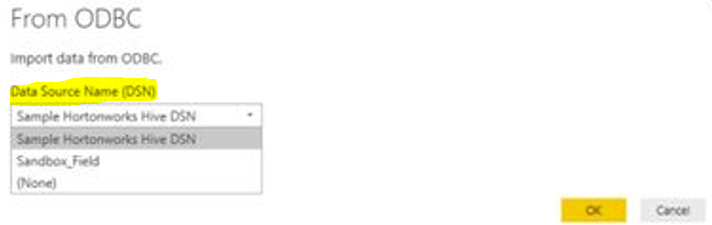 From ODBC
Import data from ODBC.
Data Source Name (DSN)
Sample Hortonworks Hive DSN
Sample Hortonworks Hive DSN
Sandbox_Field
(None)
OK Cancel